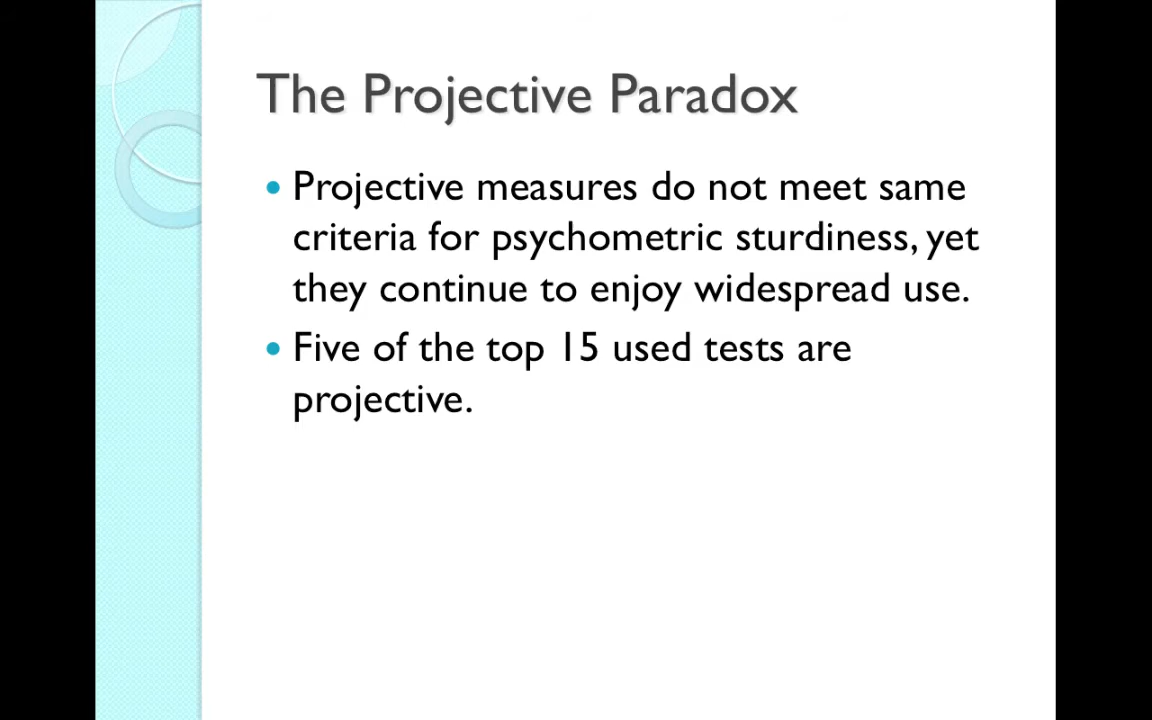 The Projective Paradox
Projective measures do not meet same
criteria for psychometric sturdiness, yet
they continue to enjoy widespread use.
Five of the top 15 used tests are
projective.